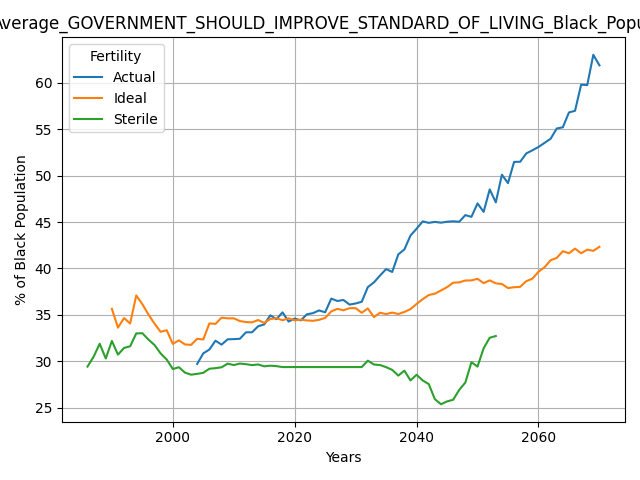 Average_GOVERNMENT_SHOULD_IMPROVE_STANDARD_OF_LIVING_Black_Popu
Fertility
Actual
Ideal
Sterile
% of Black Population
60
55
50
45
40
35
30
25
2000
2020
2040
2060
Years